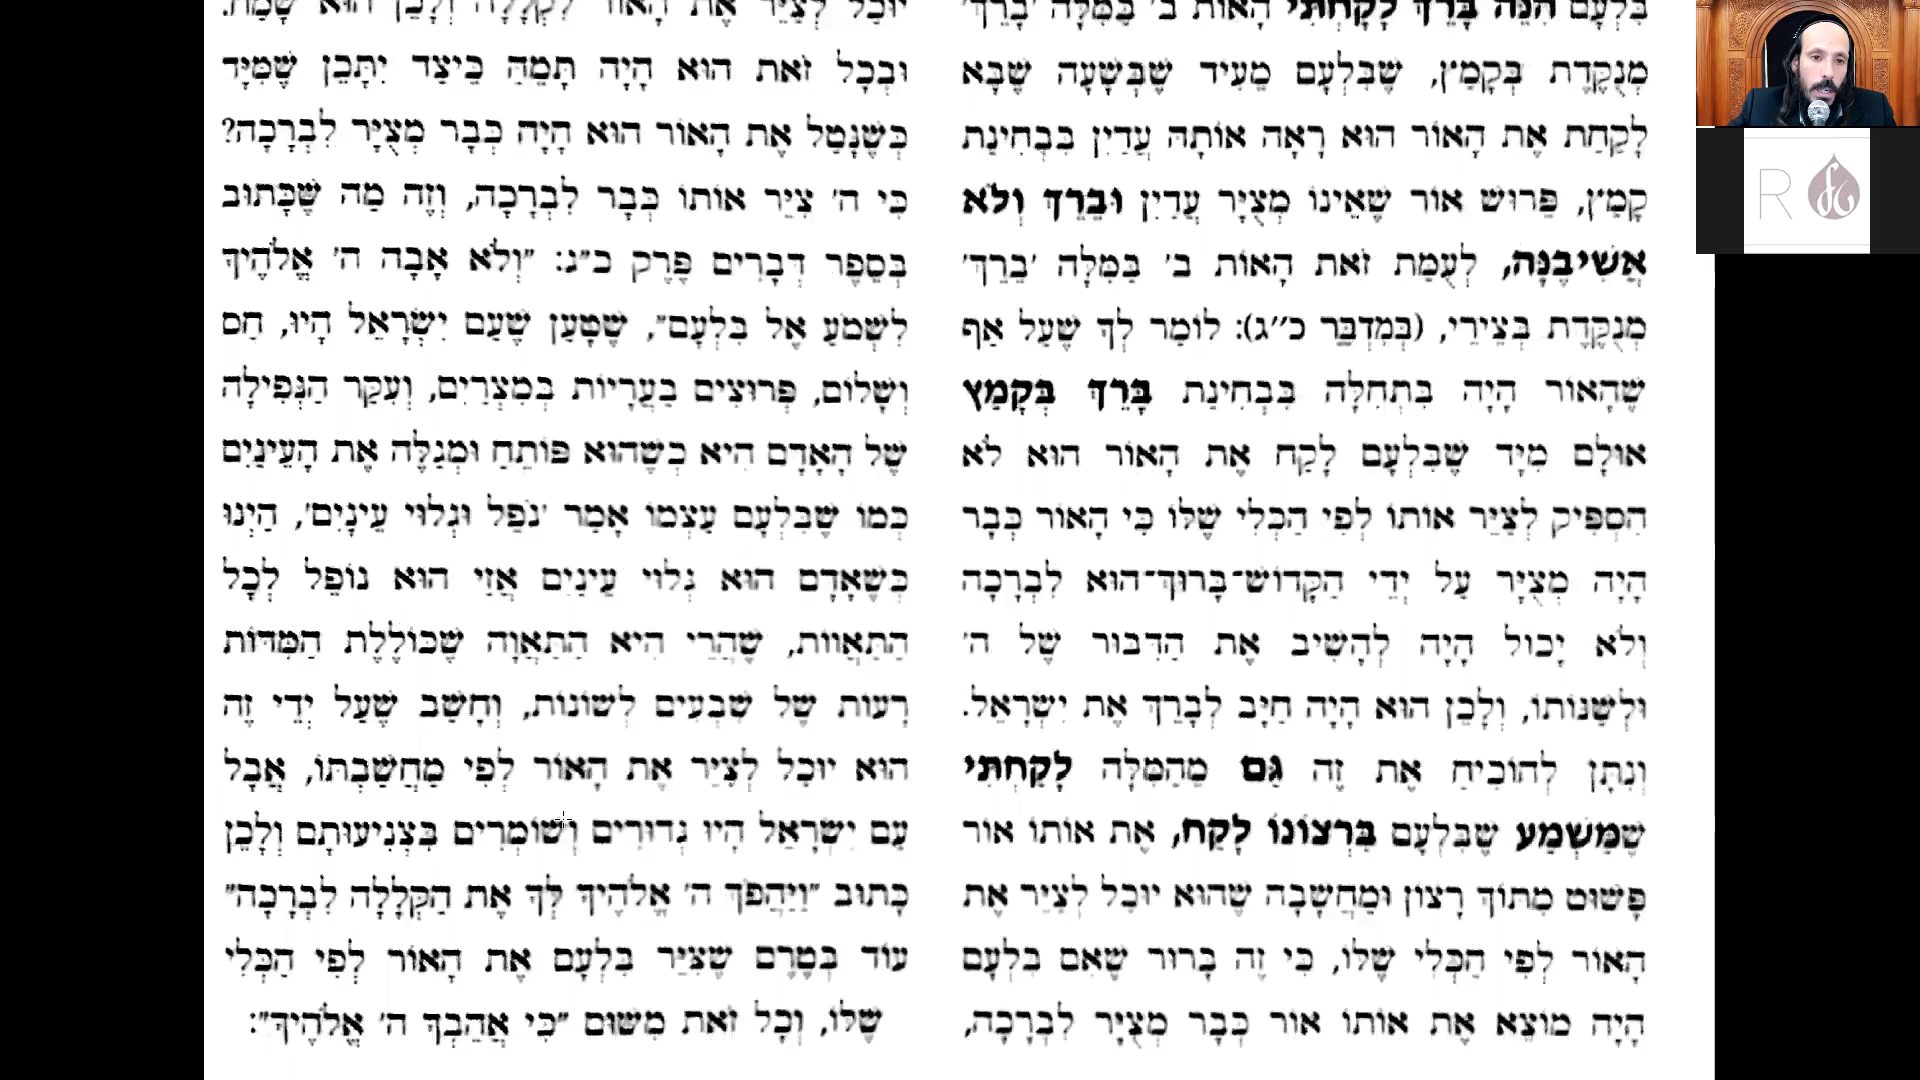 בִּלְעָם הִנֵּה בָרֵךְ לָקָחְתִּי הָאוֹת ב׳ בַּמִּלָּה ׳בָרֵךְ׳
מְנֻקֶּדֶת בְּקָמַ״ץ, שֶׁבִּלְעָם מֵעִיד שֶׁבְּשָׁעָה שֶׁבָּא
לָקַחַת אֶת הָאוֹר הוּא רָאָה אוֹתָהּ עֲדַיִן בִּבְחִינַת
קָמַ״ץ, פֵּרוּשׁ אוֹר שֶׁאֵינוֹ מְצֻיָּר עֲדַיִן וּבֵרֵךְ וְלֹא
אֲשִׁיבֶנָּה, לְעֻמַּת זֹאת הָאוֹת ב׳ בַּמִּלָּה ׳בֵרֵךְ׳
מְנֻקֶּדֶת בְּצֵירֵי, (בְּמִדְבַּר כ״ג): לוֹמַר לְךָ שֶׁעַל אַף
שֶׁהָאוֹר הָיָה בִּתְחִלָּה בִּבְחִינַת בָּרֵךְ בְּקָמַץ
אוּלָם מִיָּד שֶׁבִּלְעָם לָקַח אֶת הָאוֹר הוּא לֹא
הִסְפִּיק לְצַיֵּר אוֹתוֹ לְפִי הַכְּלִי שֶׁלּוֹ כִּי הָאוֹר כְּבָר
הָיָה מְצֻיָּר עַל יְדֵי הַקָּדוֹשׁ־בָּרוּךְ־הוּא לִבְרָכָה
וְלֹא יָכוֹל הָיָה לְהָשִׁיב אֶת הַדִּבּוּר שֶׁל ה׳
וּלְשַׁנּוֹתוֹ, וְלָכֵן הוּא הָיָה חַיָּב לְבָרֵךְ אֶת יִשְׂרָאֵל.
וְנִתָּן לְהוֹכִיחַ אֶת זֶה גַּם מֵהַמִּלָּה לָקַחְתִּי
שֶׁמַּשְׁמַע שֶׁבִּלְעָם בִּרְצוֹנוֹ לָקַח, אֶת אוֹתוֹ אוֹר
פָּשׁוּט מִתּוֹךְ רָצוֹן וּמַחֲשָׁבָה שֶׁהוּא יוּכַל לְצַיֵּר אֶת
הָאוֹר לְפִי הַכְּלִי שֶׁלּוֹ, כִּי זֶה בָּרוּר שֶׁאִם בִּלְעָם
הָיָה מוֹצֵא אֶת אוֹתוֹ אוֹר כְּבָר מְצֻיָּר לִבְרָכָה,
יוּכַל לְצַיֵּר אֶת הָאוֹר לִקְלָלָה וְלָכֵן הוּא שָׂמַח.
וּבְכָל זֹאת הוּא הָיָה תָּמֵהַּ כֵּיצַד יִתָּכֵן שֶׁמִּיָּד
כְּשֶׁנָּטַל אֶת הָאוֹר הוּא הָיָה כְּבָר מְצֻיָּר לִבְרָכָה?
כִּי ה׳ צִיֵּר אוֹתוֹ כְּבָר לִבְרָכָה, וְזֶה מַה שֶּׁכָּתוּב
בְּסֵפֶר דְּבָרִים פֶּרֶק כ״ג: ״וְלֹא אָבָה ה׳ אֱלֹהֶיךָ
לִשְׁמֹעַ אֶל בִּלְעָם״, שֶׁטָּעַן שֶׁעַם יִשְׂרָאֵל הָיוּ, חַס
וְשָׁלוֹם, פְּרוּצִים בַּעֲרָיוֹת בְּמִצְרַיִם, וְעִקַּר הַנְּפִילָה
שֶׁל הָאָדָם הִיא כְּשֶׁהוּא פּוֹתֵחַ וּמְגַלֶּה אֶת הָעֵינַיִם
כְּמוֹ שֶׁבִּלְעָם עַצְמוֹ אָמַר ׳נֹפֵל וּגְלוּי עֵינָיִם׳, הַיְנוּ
כְּשֶׁאָדָם הוּא גְּלוּי עֵינַיִם אֲזַי הוּא נוֹפֵל לְכָל
הַתַּאֲווֹת, שֶׁהֲרֵי הִיא הַתַּאֲוָה שֶׁכּוֹלֶלֶת הַמִּדּוֹת
רָעוֹת שֶׁל שִׁבְעִים לְשׁוֹנוֹת, וְחָשַׁב שֶׁעַל יְדֵי זֶה
הוּא יוּכַל לְצַיֵּר אֶת הָאוֹר לְפִי מַחֲשַׁבְתּוֹ, אֲבָל
עַם יִשְׂרָאֵל הָיוּ גְּדוּרִים וְשׁוֹמְרִים בִּצְנִיעוּתָם וְלָכֵן
כָּתוּב ״וַיַּהֲפֹךְ ה׳ אֱלֹהֶיךָ לְּךָ אֶת הַקְּלָלָה לִבְרָכָה״
עוֹד בְּטֶרֶם שֶׁצִּיֵּר בִּלְעָם אֶת הָאוֹר לְפִי הַכְּלִי
שֶׁלּוֹ, וְכָל זֹאת מִשּׁוּם ״כִּי אֲהֵבְךָ ה׳ אֱלֹהֶיךָ״:
R